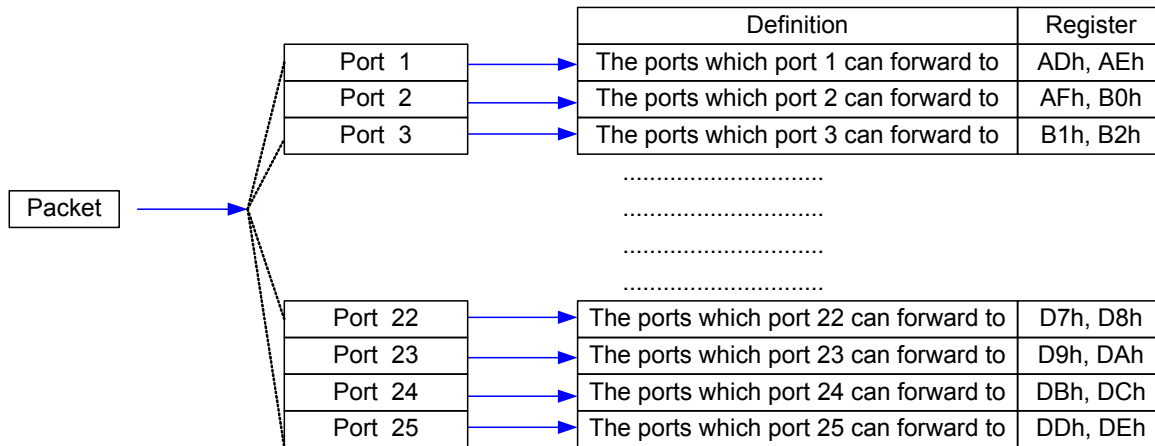 Definition Register
Port 1 The ports which port 1 can forward to ADh, AEh
Port 2 The ports which port 2 can forward to AFh, B0h
Port 3 The ports which port 3 can forward to B1h, B2h
..............................
Packet
..............................
..............................
..............................
Port 22 The ports which port 22 can forward to D7h, D8h
Port 23 The ports which port 23 can forward to D9h, DAh
Port 24 The ports which port 24 can forward to DBh, DCh
Port 25 The ports which port 25 can forward to DDh, DEh